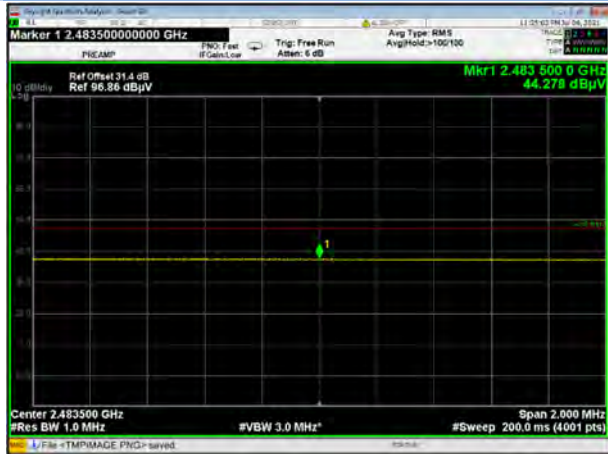 Marker 1 2.483500000000 GHz
PREAMP
PNO: Fast
IFGain:Low
Trig: Free Run
Atten: 6 dB
Avg Type: RMS
Avg|Hold:>100/100
Ref Offset 31.4 dB
10 dB/div Ref 96.86 dBµV
Mkr1 2.483 500 0 GHz
44.278 dBµV
1
Center 2.483500 GHz
Span 2.000 MHz
#Res BW 1.0 MHz
#VBW 3.0 MHz*
#Sweep 200.0 ms (4001 pts)
File <TMPIMAGE.PNG> saved